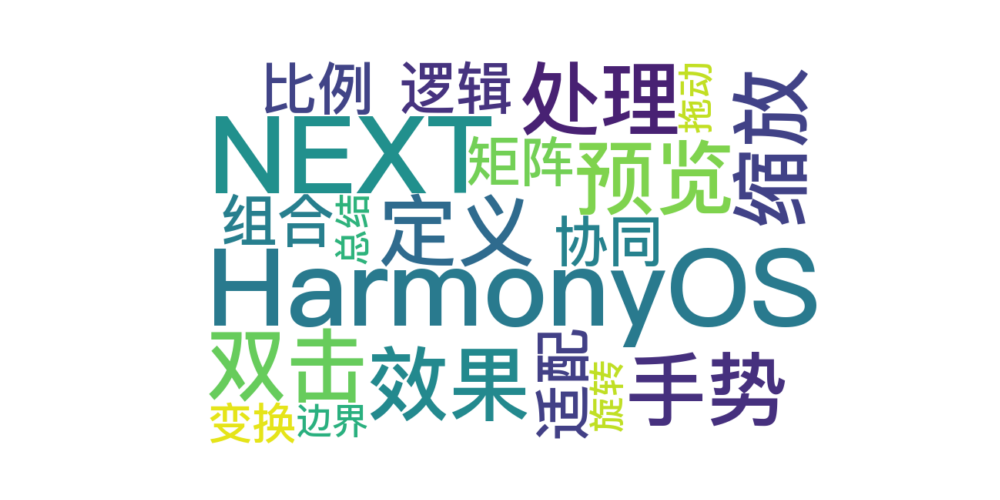 比例
逻辑
处理
拖动
缩放
NEXT
矩阵
预览
组合
总结
定义
协同
HarmonyOS
双击
效果
适配
旋转
手势
变换
边界